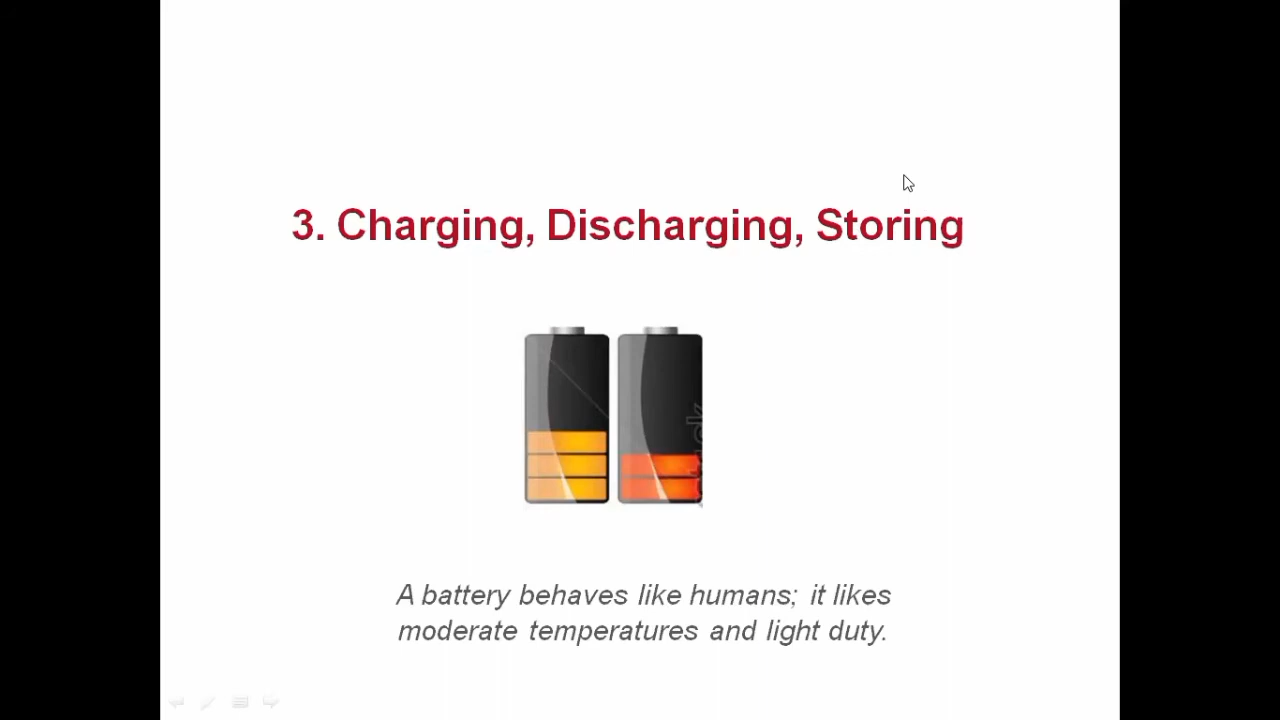 3. Charging, Discharging, Storing
A battery behaves like humans; it likes
moderate temperatures and light duty.